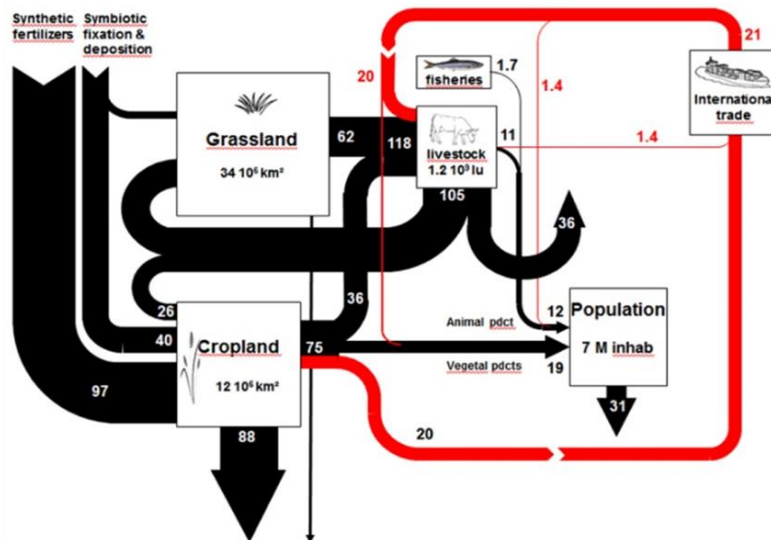 Synthetic
fertilizers
Symbiotic
fixation &
deposition
21
20
fisheries
1.7
1.4
International
trade
Grassland
34 10⁶ km²
62
118
livestock
1.2 10⁹ lu
11
1.4
105
36
26
36
40
Cropland
12 10⁶ km²
75
Animal pdct
12
Population
7 M inhab
Vegetal pdcts
19
97
31
88
20